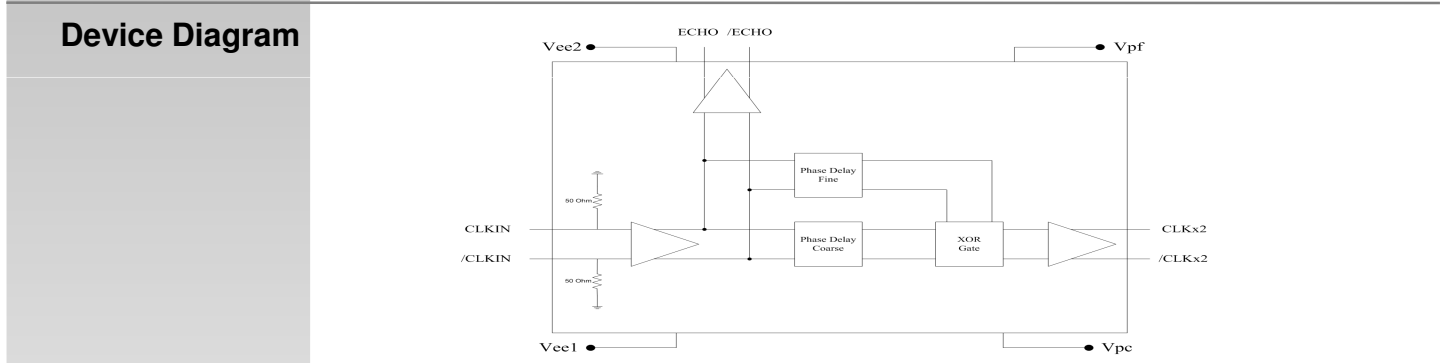 Device Diagram
ECHO /ECHO
Vee2
Vpf
Phase Delay
Fine
50 Ohm
CLKIN
Phase Delay
Coarse
XOR
Gate
CLKx2
/CLKIN
/CLKx2
50 Ohm
Vee1
Vpc